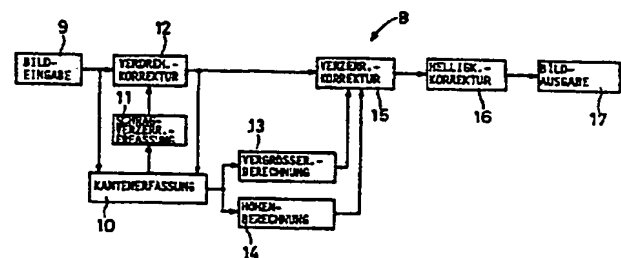 9
12
B
BILD-
EINGABE
VERDREH.-
KORREKTUR
VERZERR.-
KORREKTUR
HELLIGK.-
KORREKTUR
BILD-
AUSGABE
11
15
16
17
SCHRÄG-
VERZERR.-
ERFASSUNG
13
KANTENERFASSUNG
VERGRÖSSER.-
BERECHNUNG
10
HÖHEN-
BERECHNUNG
14